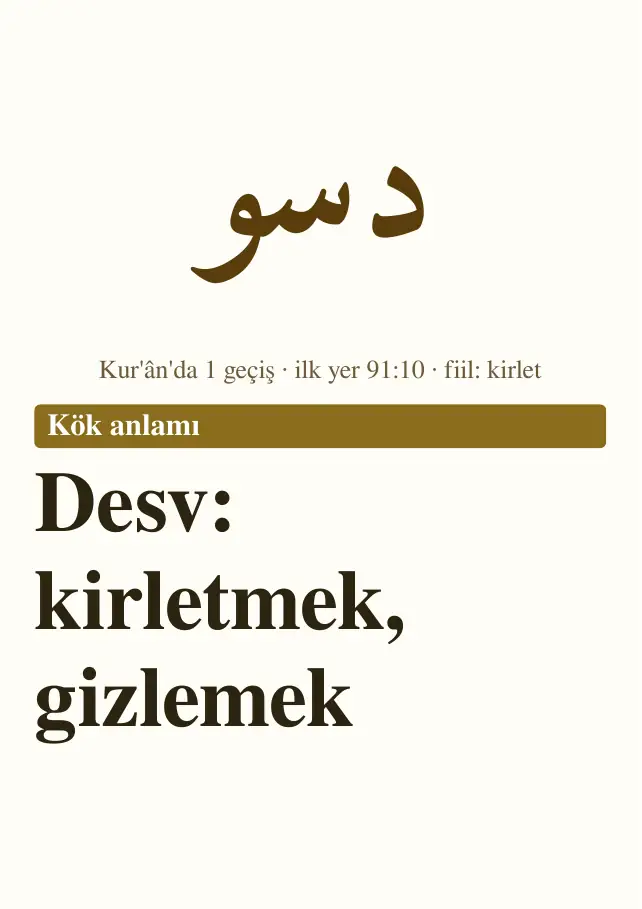 دسو
Kur'ân'da 1 geçiş · ilk yer 91:10 · fiil: kirlet
Kök anlamı
Desv:
kirletmek,
gizlemek